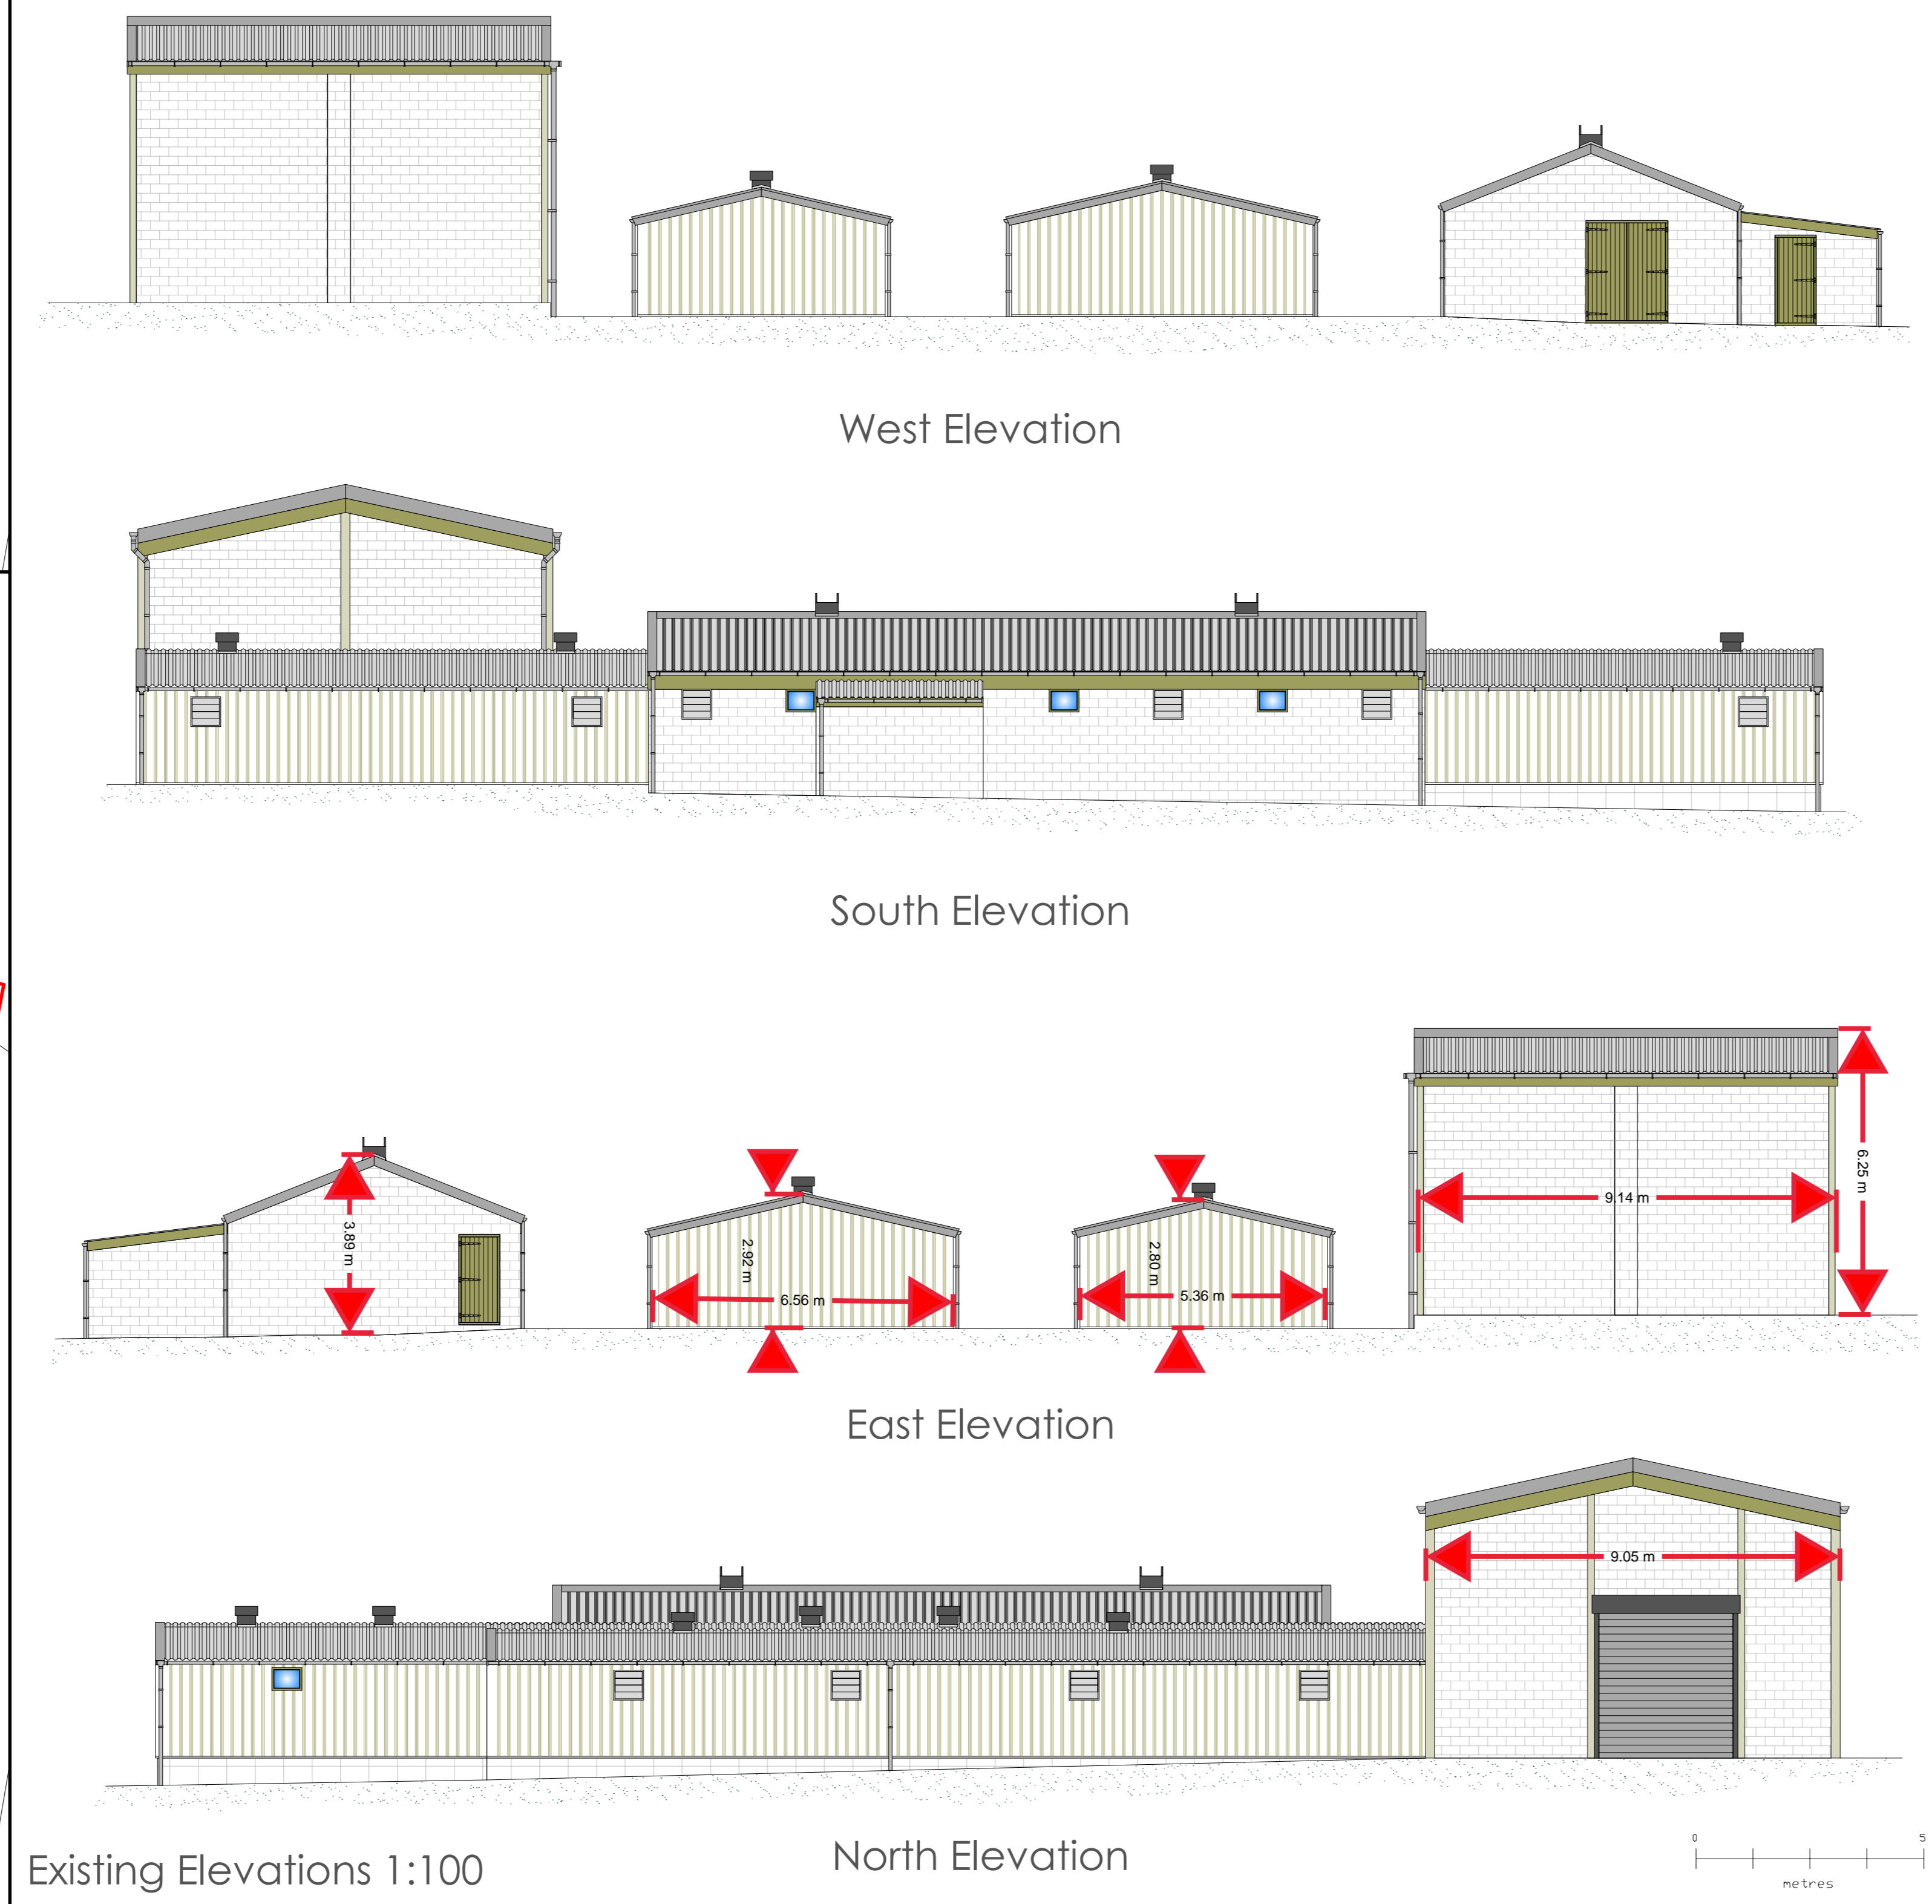 West Elevation
South Elevation
3.89 m
2.92 m
6.56 m
2.80 m
5.36 m
9.14 m
6.25 m
East Elevation
9.05 m
North Elevation
Existing Elevations 1:100
0 5
metres